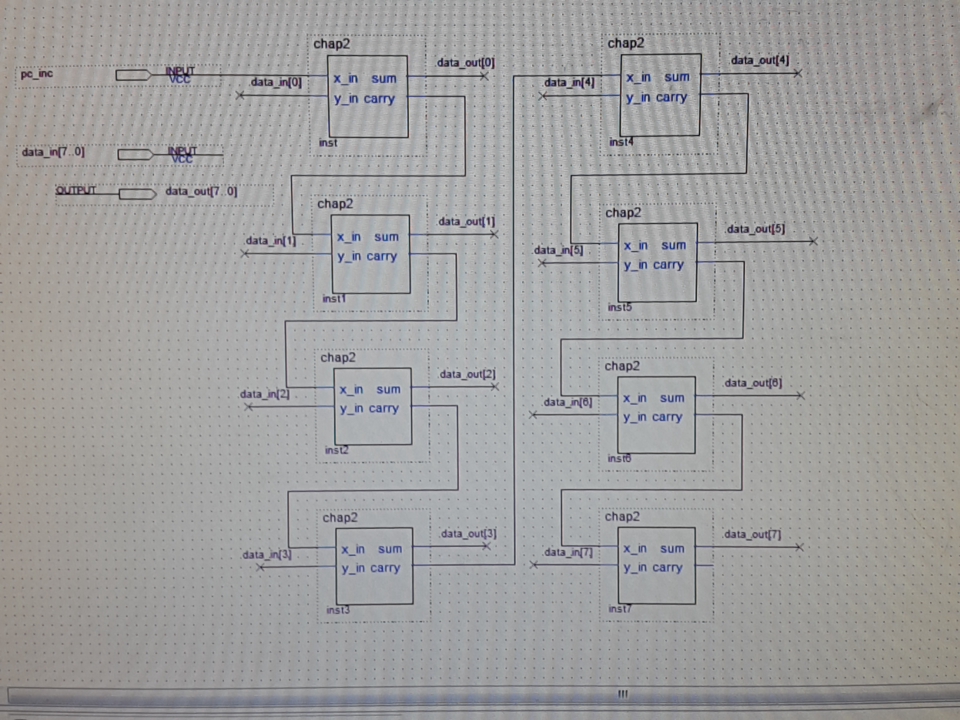 pc_inc
INPUT
VCC
data_in[7..0]
INPUT
VCC
OUTPUT
data_out[7..0]
chap2
x_in sum
y_in carry
inst
data_in[0]
data_out[0]
chap2
x_in sum
y_in carry
inst1
data_in[1]
data_out[1]
chap2
x_in sum
y_in carry
inst2
data_in[2]
data_out[2]
chap2
x_in sum
y_in carry
inst3
data_in[3]
data_out[3]
chap2
x_in sum
y_in carry
inst4
data_in[4]
data_out[4]
chap2
x_in sum
y_in carry
inst5
data_in[5]
data_out[5]
chap2
x_in sum
y_in carry
inst6
data_in[6]
data_out[6]
chap2
x_in sum
y_in carry
inst7
data_in[7]
data_out[7]